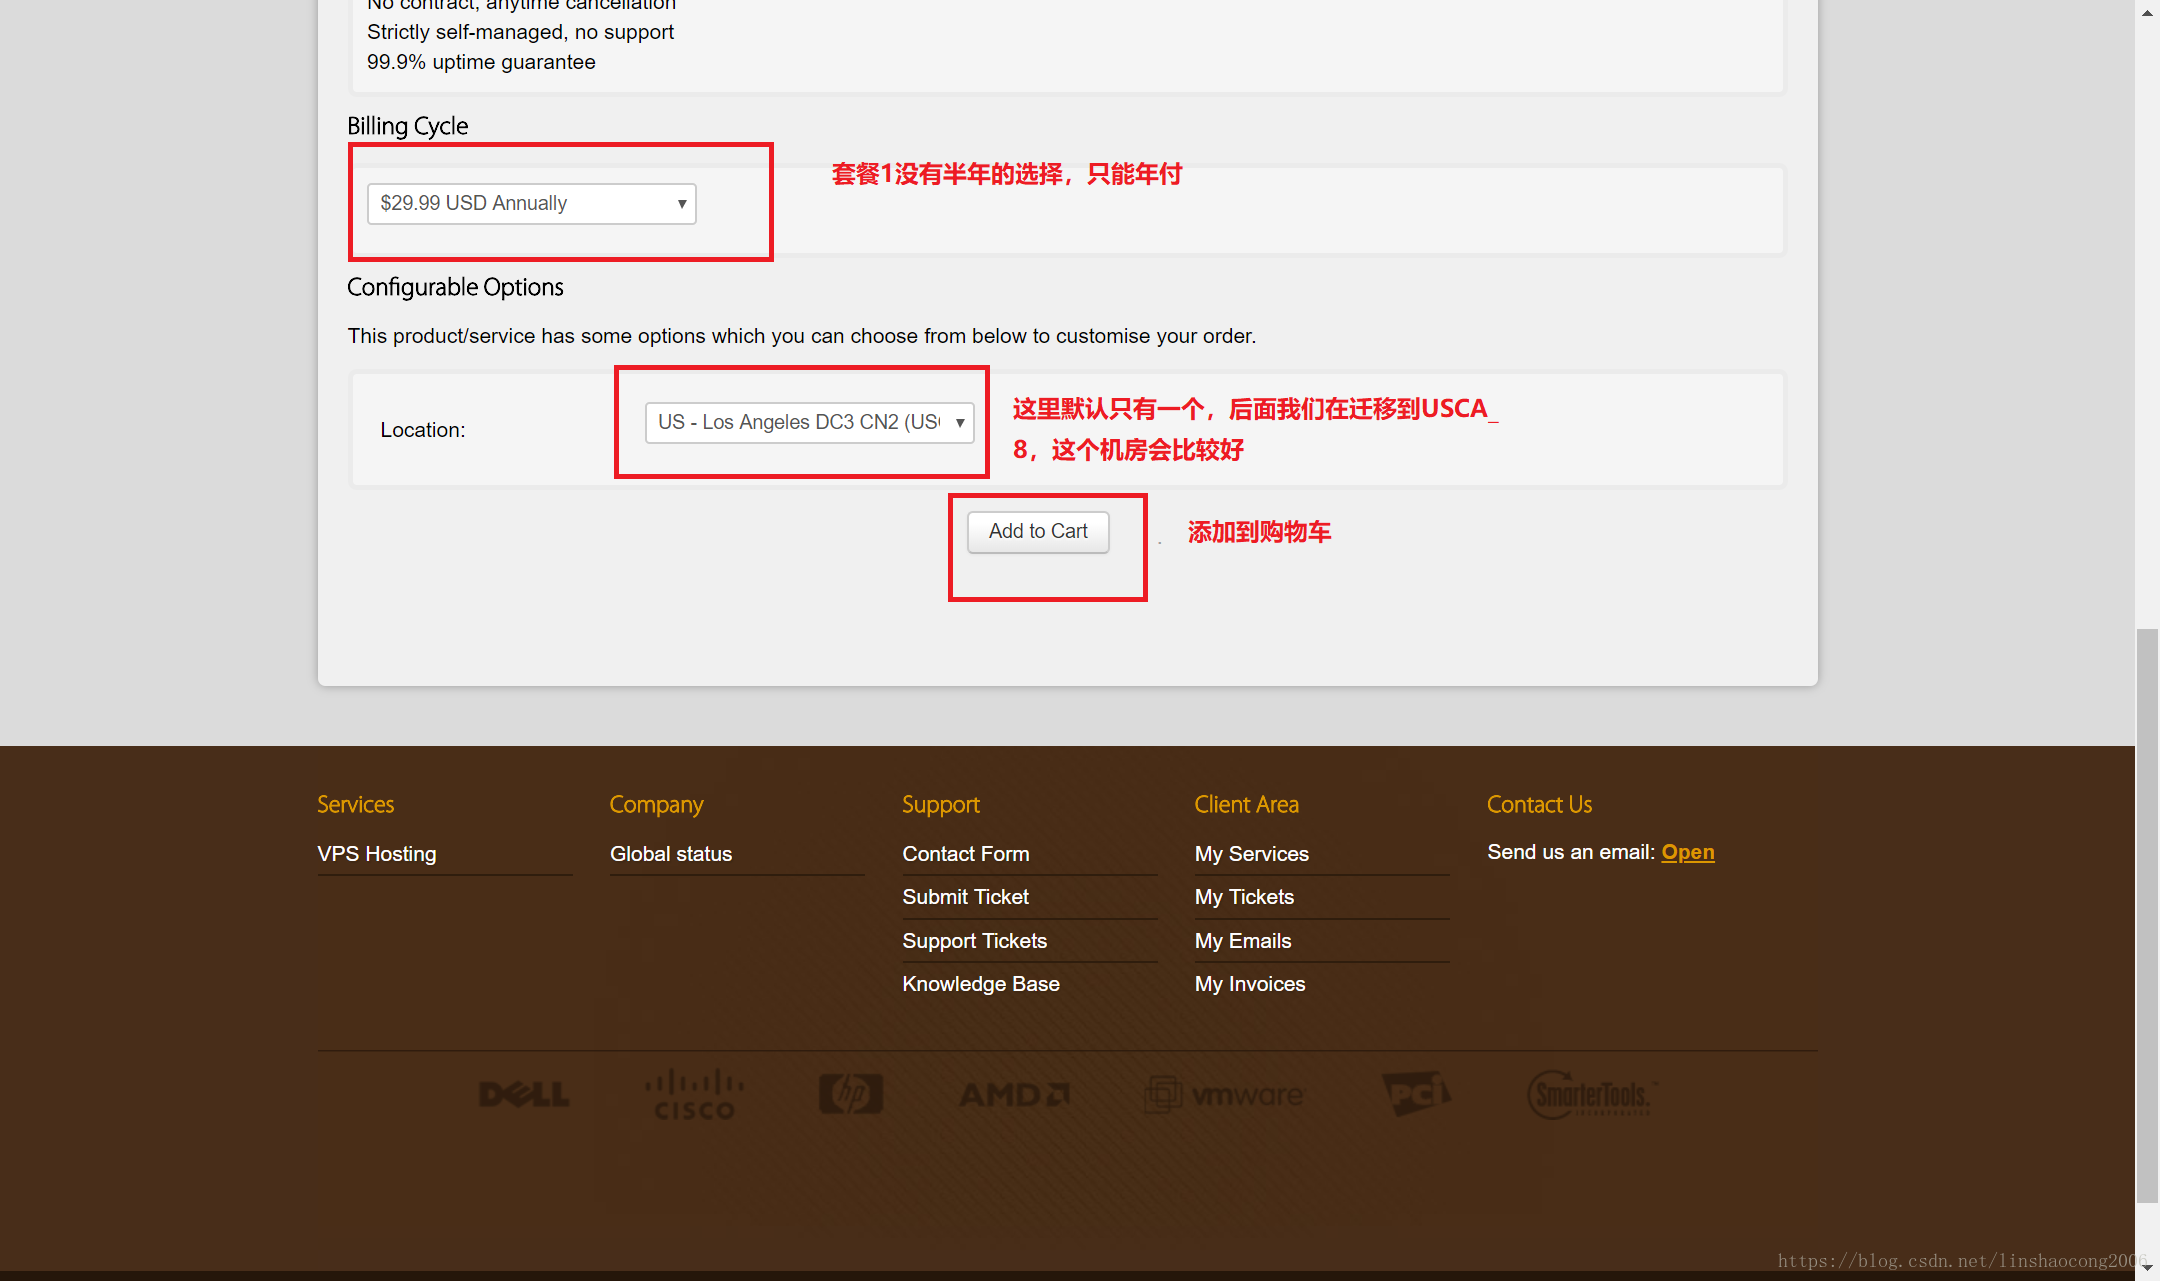 No contract, anytime cancellation
Strictly self-managed, no support
99.9% uptime guarantee
Billing Cycle
套餐1没有半年的选择，只能年付
$29.99 USD Annually
Configurable Options
This product/service has some options which you can choose from below to customise your order.
Location:
US - Los Angeles DC3 CN2 (US
这里默认只有一个，后面我们在迁移到USCA_
8，这个机房会比较好
Add to Cart
添加到购物车
Services
Company
Support
Client Area
Contact Us
VPS Hosting
Global status
Contact Form
My Services
Send us an email: Open
Submit Ticket
My Tickets
Support Tickets
My Emails
Knowledge Base
My Invoices
DELL
CISCO
hp
AMD
vmware
PCi
SmarterTools
https://blog.csdn.net/linshaocong2006